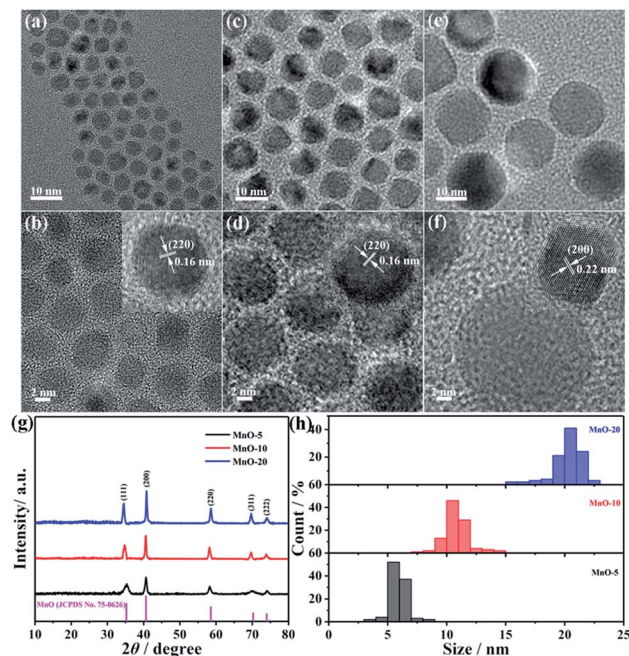 (a)
(c)
(e)
10 nm
10 nm
10 nm
(b)
(220)
0.16 nm
2 nm
(d)
(220)
0.16 nm
2 nm
(f)
(200)
0.22 nm
2 nm
(g)
MnO-5
MnO-10
MnO-20
(111)
(200)
(220)
(311)
(222)
MnO (JCPDS No. 75-0626)
Intensity/ a.u.
10 20 30 40 50 60 70 80
2θ / degree
(h)
MnO-20
40
20
60
MnO-10
40
20
60
MnO-5
40
20
0
Count / %
0 5 10 15 20 25
Size / nm